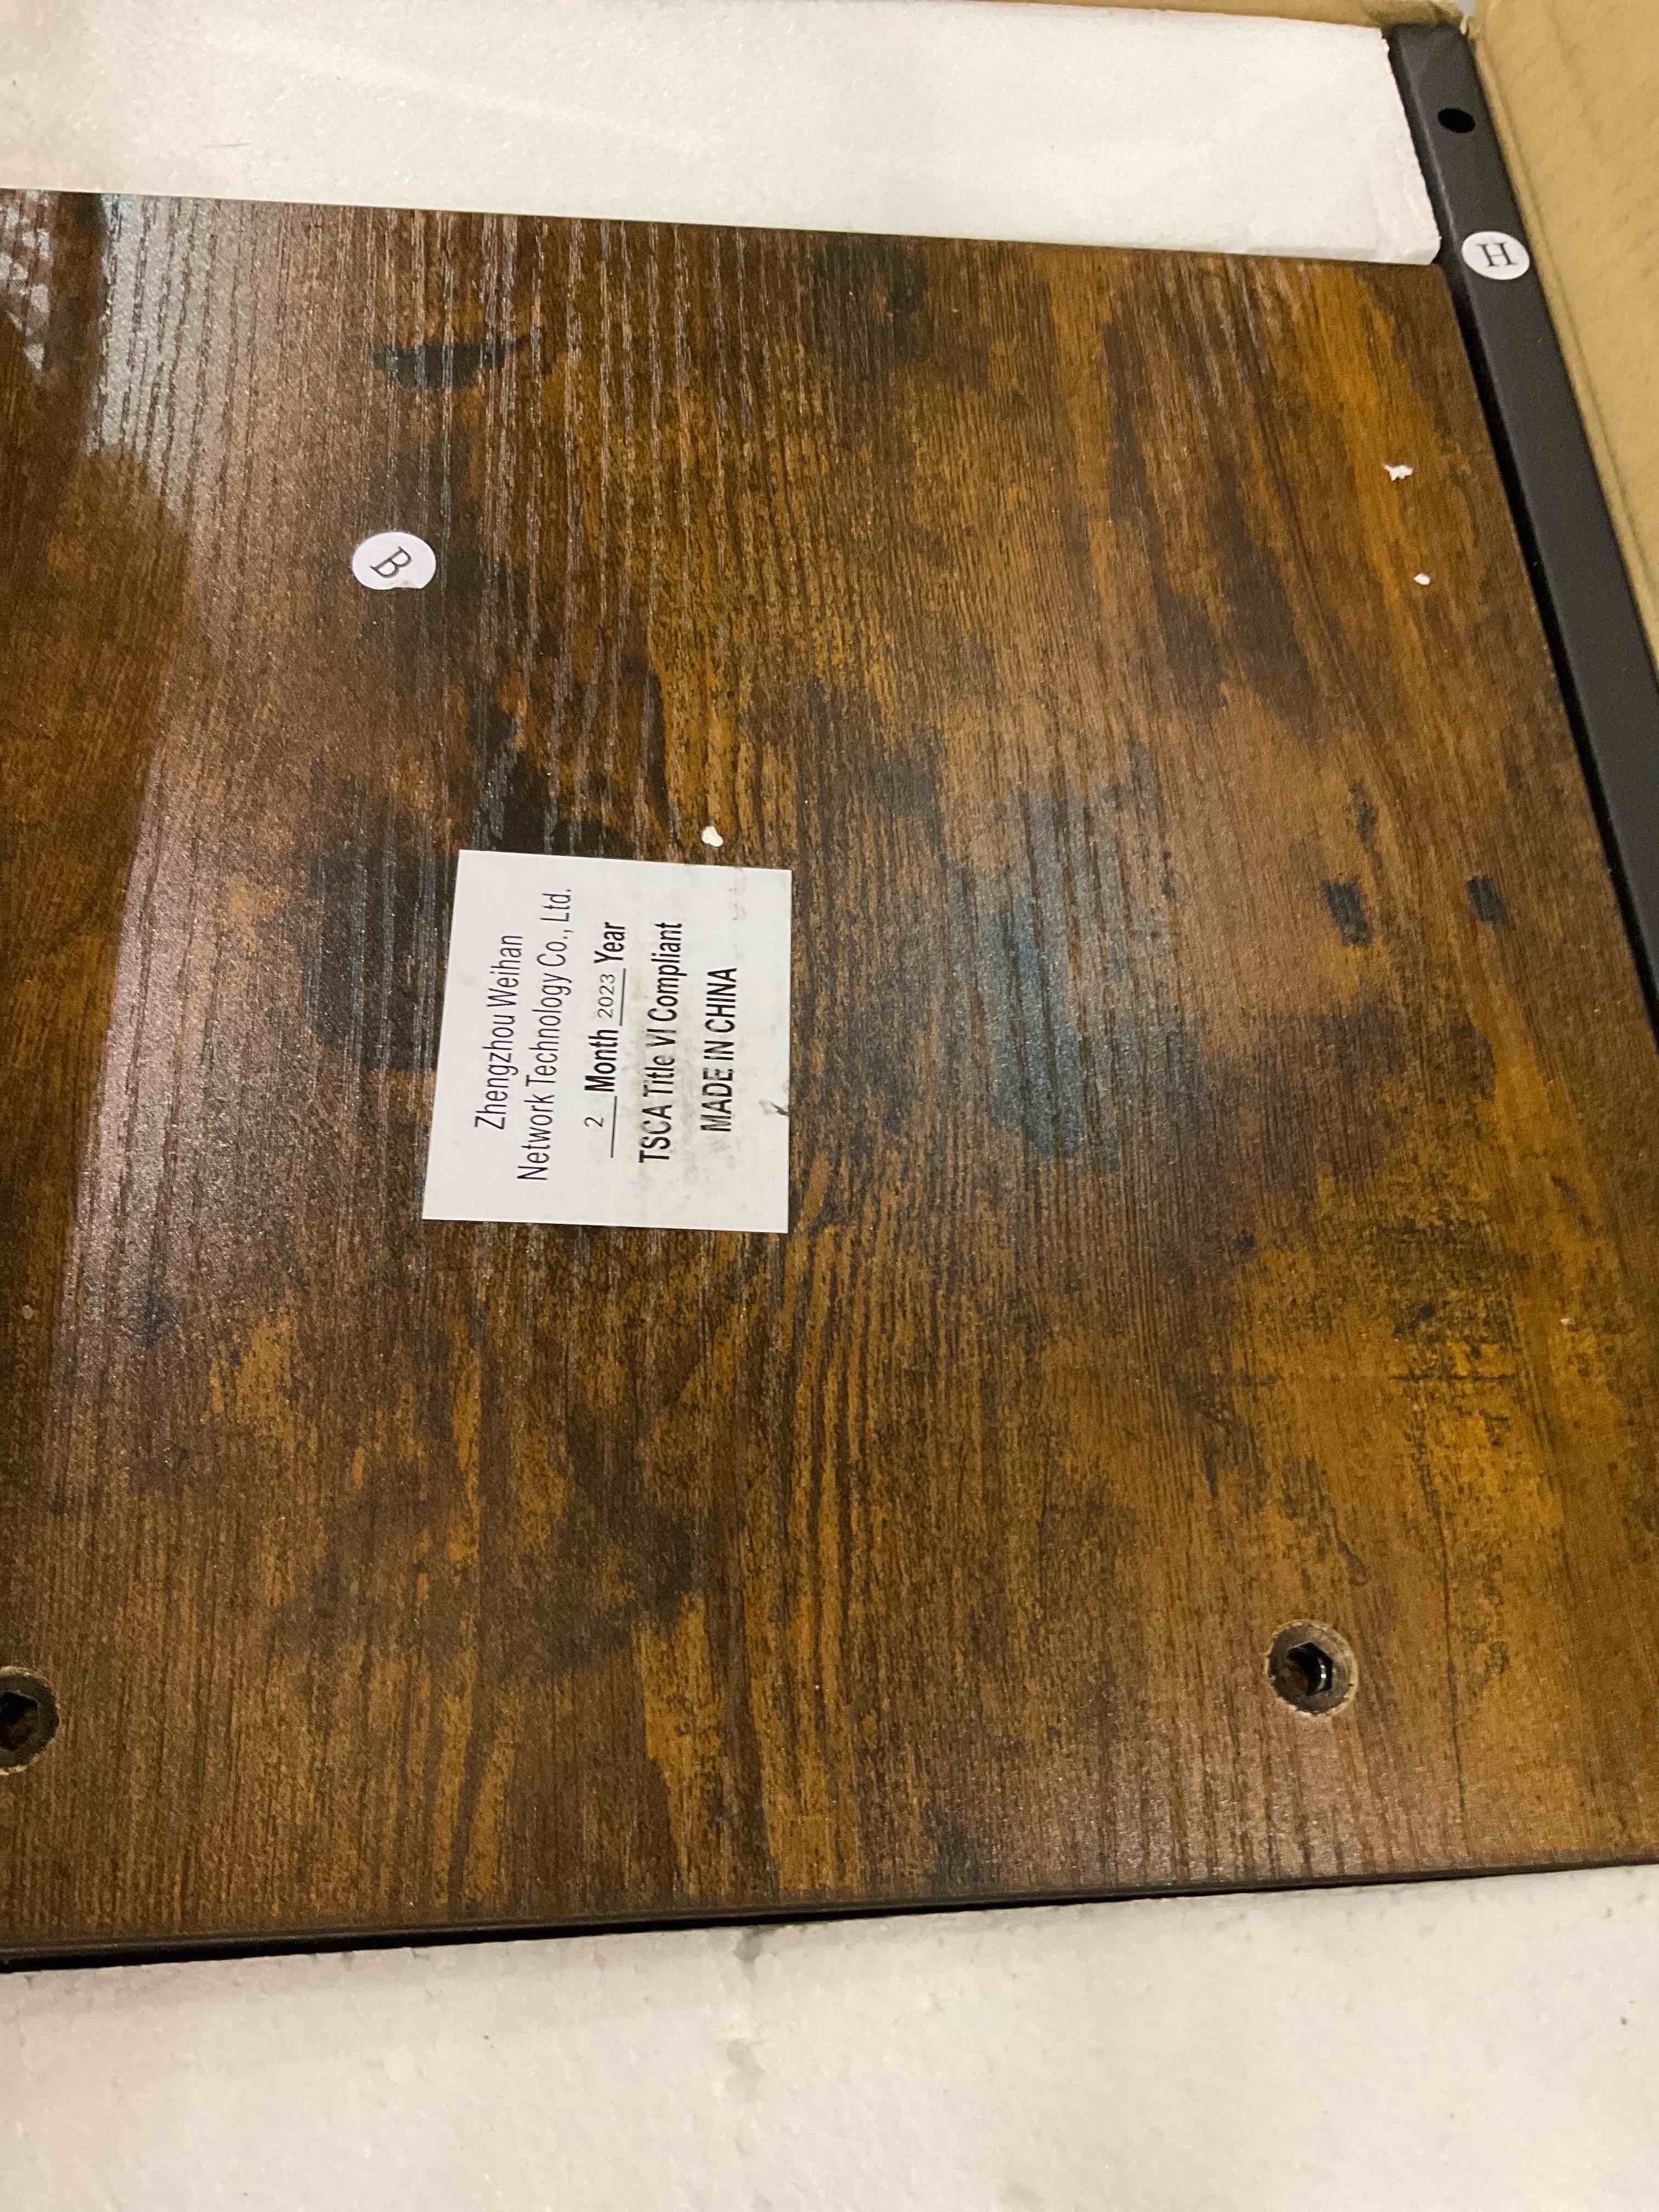 H
B
Zhengzhou Weihan
Network Technology Co., Ltd.
2 Month 2023 Year
TSCA Title VI Compliant
MADE IN CHINA